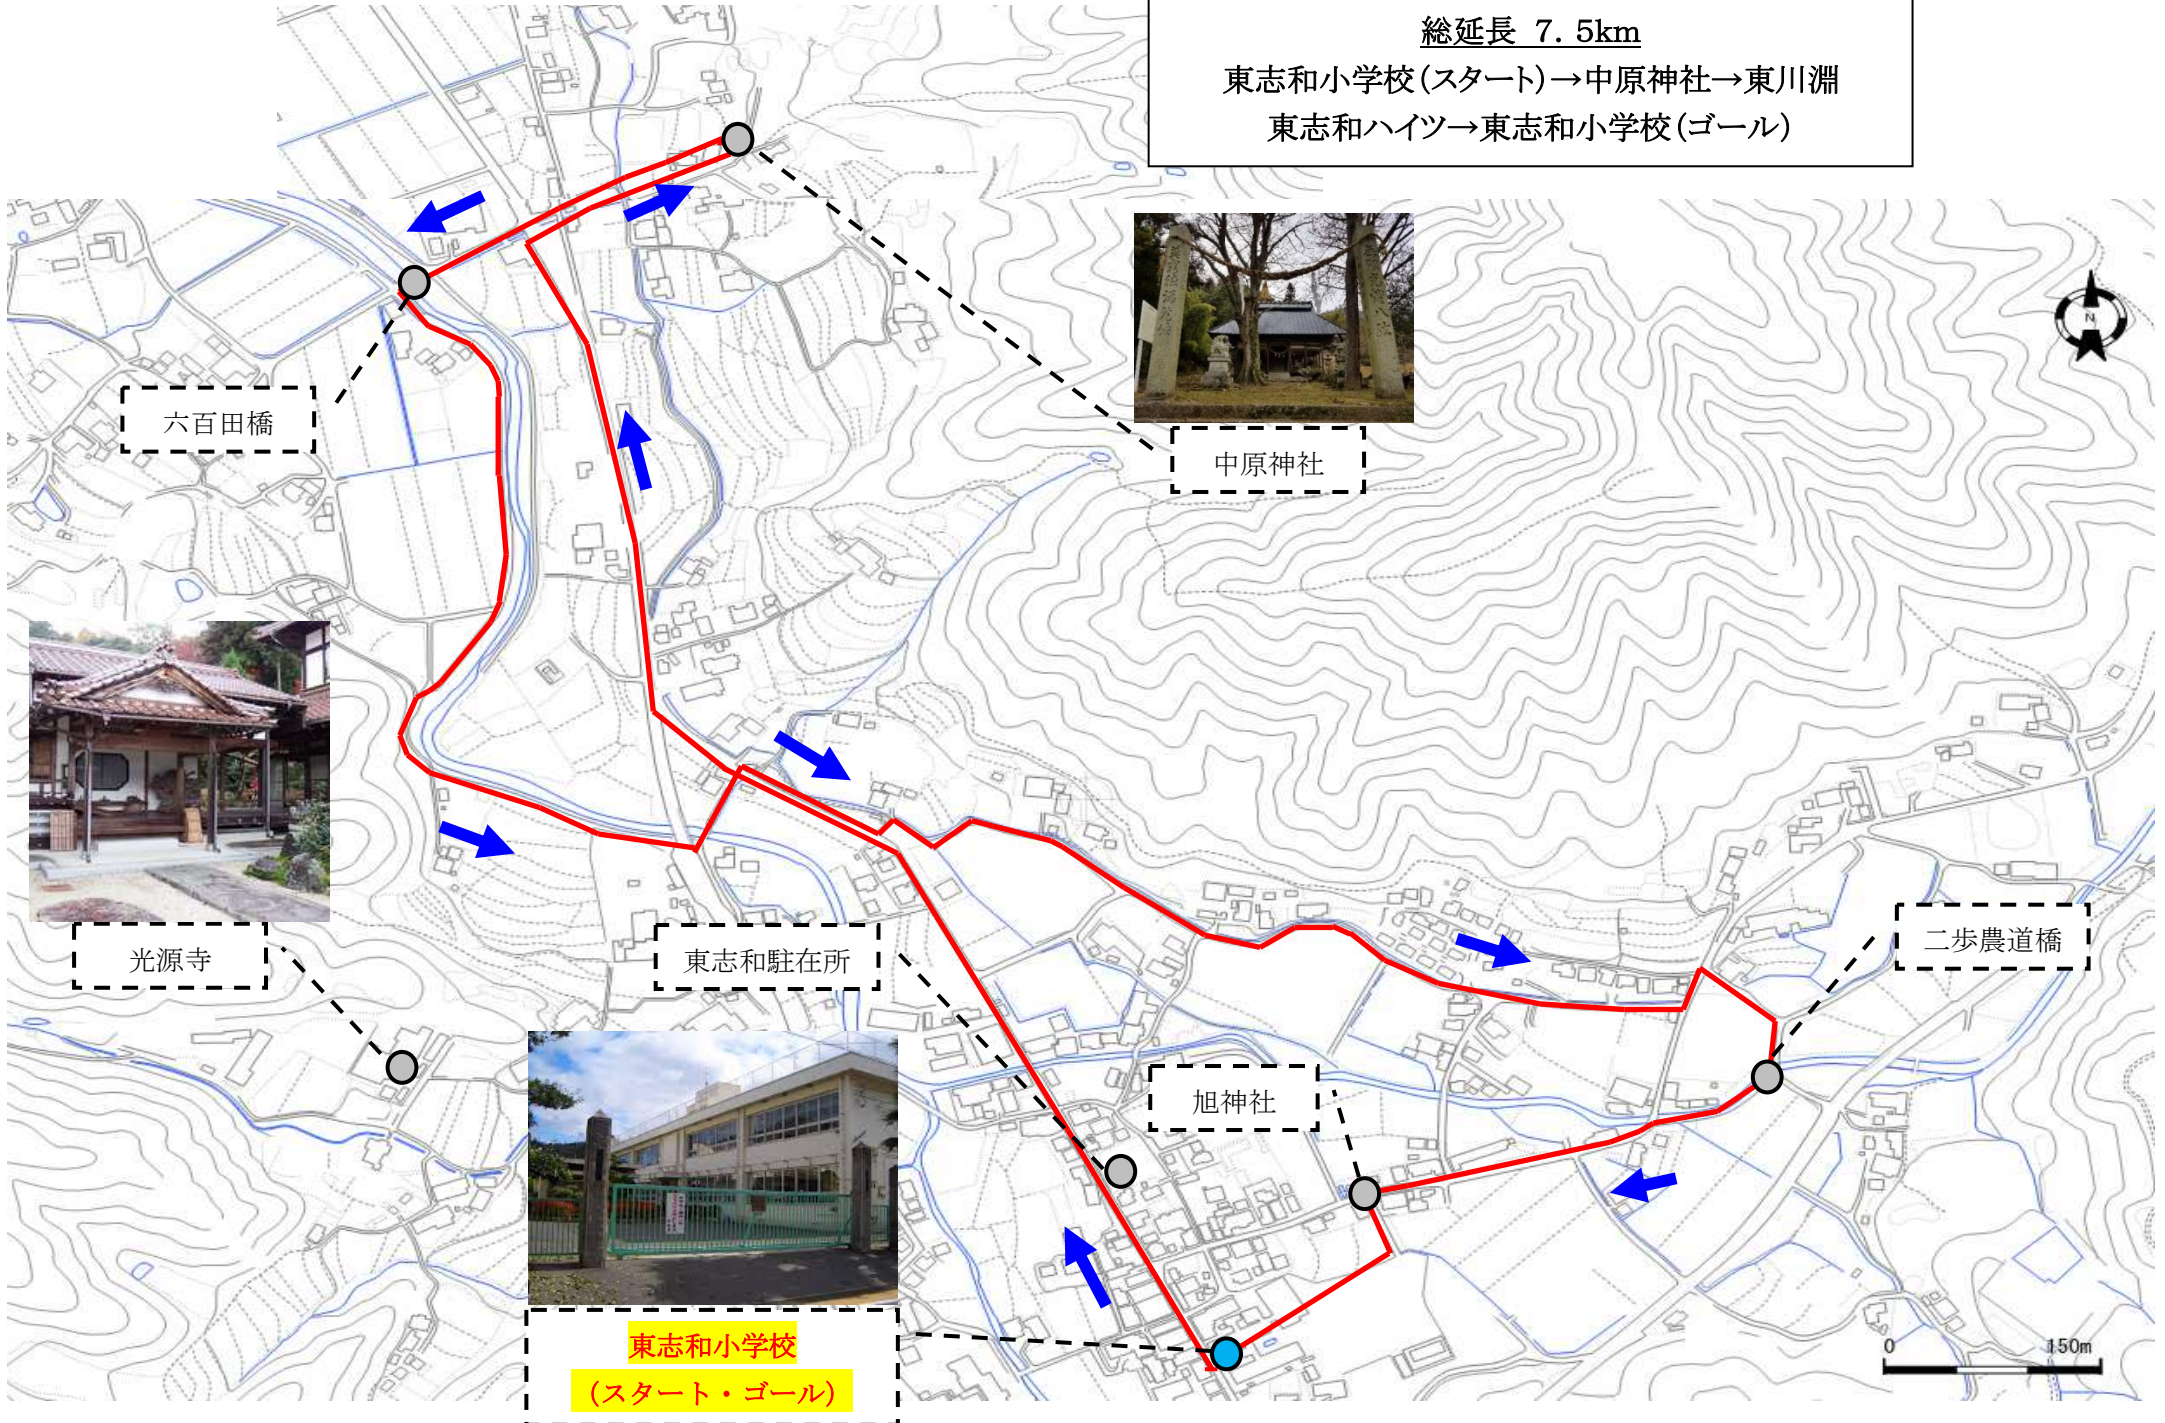 総延長 7.5km
東志和小学校(スタート)→中原神社→東川淵
東志和ハイツ→東志和小学校(ゴール)
N
六百田橋
中原神社
光源寺
東志和駐在所
二歩農道橋
旭神社
東志和小学校
(スタート・ゴール)
0 150m